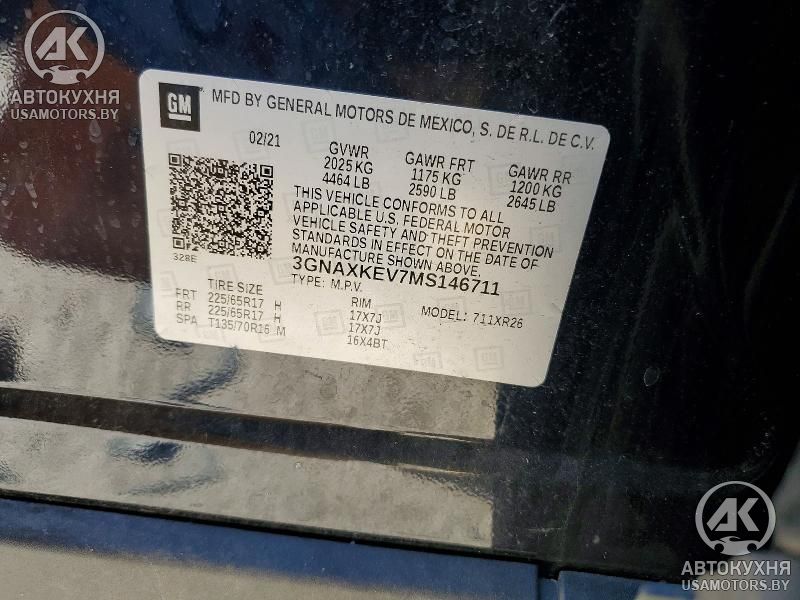 AK
АВТОКУХНЯ
USAMOTORS.BY
GM
MFD BY GENERAL MOTORS DE MEXICO, S. DE R.L. DE C.V.
02/21 GVWR GAWR FRT GAWR RR
2025 KG 1175 KG 1200 KG
4464 LB 2590 LB 2645 LB
THIS VEHICLE CONFORMS TO ALL
APPLICABLE U.S. FEDERAL MOTOR
VEHICLE SAFETY AND THEFT PREVENTION
STANDARDS IN EFFECT ON THE DATE OF
MANUFACTURE SHOWN ABOVE.
328E
3GNAXKEV7MS146711
TYPE: M.P.V.
TIRE SIZE RIM MODEL: 711XR26
FRT 225/65R17 H 17X7J
RR 225/65R17 H 17X7J
SPA T135/70R16 M 16X4BT
AK
АВТОКУХНЯ
USAMOTORS.BY